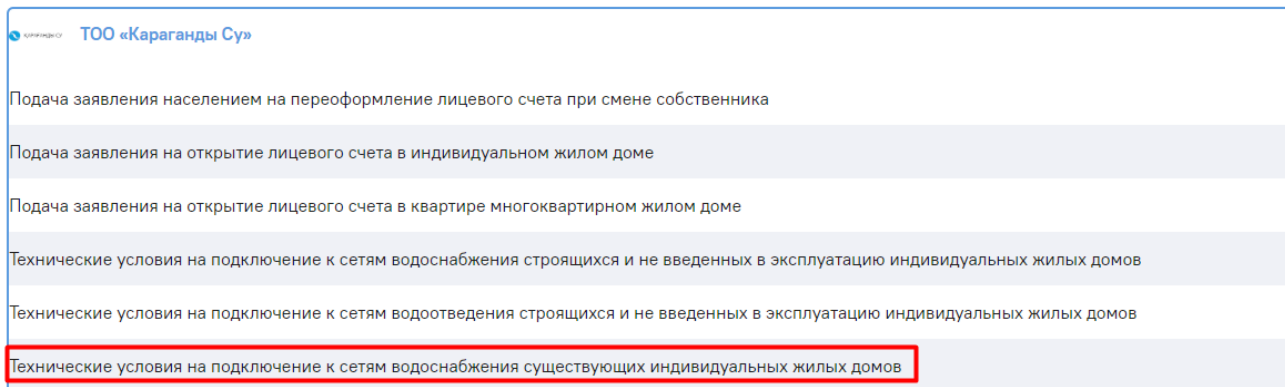 ТОО «Караганды Су»
Подача заявления населением на переоформление лицевого счета при смене собственника
Подача заявления на открытие лицевого счета в индивидуальном жилом доме
Подача заявления на открытие лицевого счета в квартире многоквартирном жилом доме
Технические условия на подключение к сетям водоснабжения строящихся и не введенных в эксплуатацию индивидуальных жилых домов
Технические условия на подключение к сетям водоотведения строящихся и не введенных в эксплуатацию индивидуальных жилых домов
Технические условия на подключение к сетям водоснабжения существующих индивидуальных жилых домов